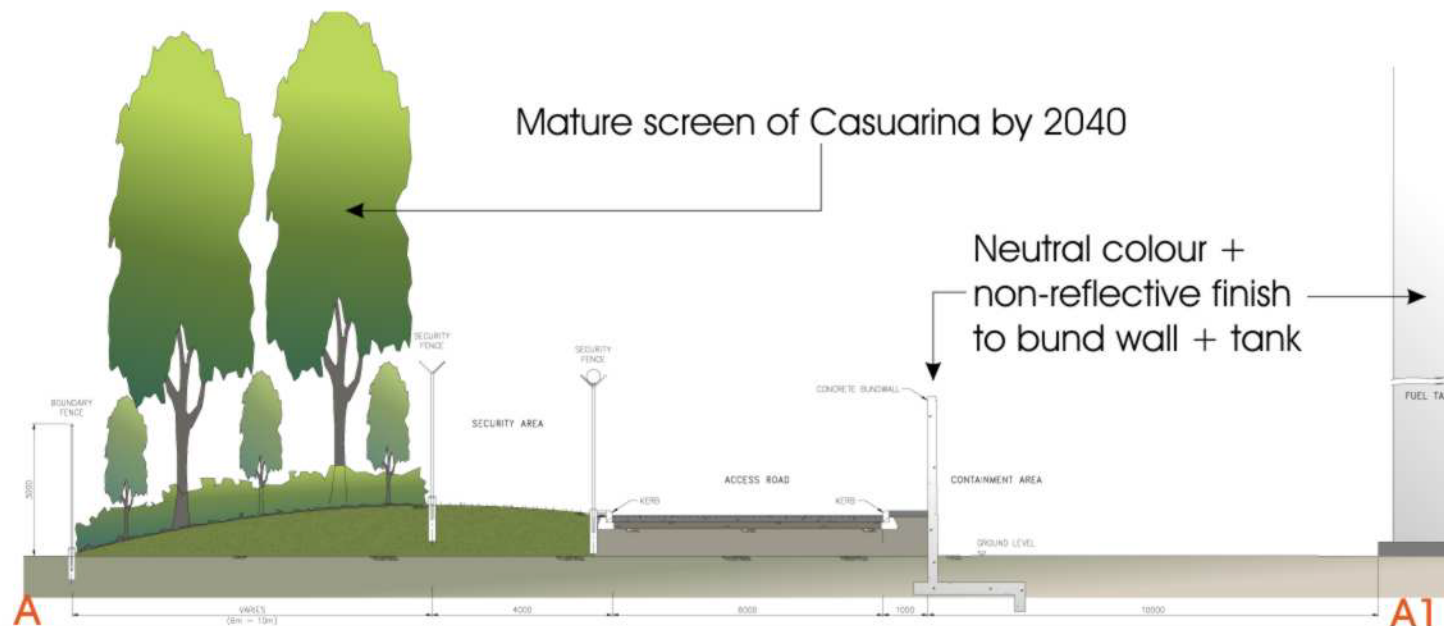 Mature screen of Casuarina by 2040
Neutral colour +
non-reflective finish
to bund wall + tank
SECURITY
FENCE
SECURITY
FENCE
BOUNDARY
FENCE
CONCRETE BUNDWALL
FUEL TA
SECURITY AREA
3000
ACCESS ROAD
CONTAINMENT AREA
KERB
KERB
GROUND LEVEL
A
VARIES
(6m – 10m)
4000
1000
A1